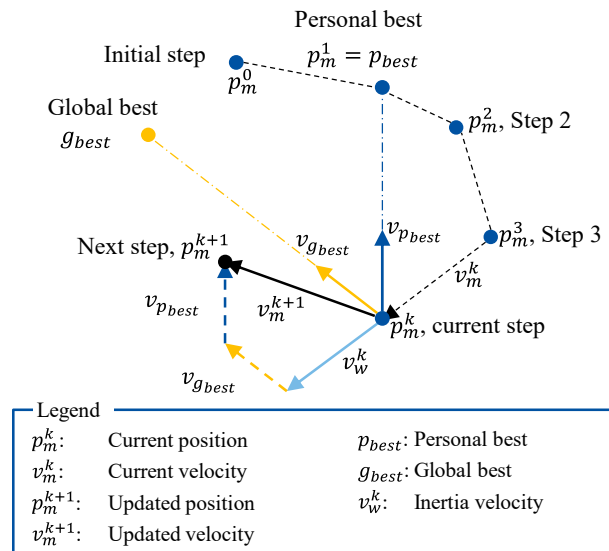 Personal best
Initial step
p_m^1 = p_best
p_m^0
Global best
g_best
p_m^2, Step 2
v_g_best
v_p_best
p_m^3, Step 3
Next step, p_m^{k+1}
v_m^k
v_p_best
v_m^{k+1}
p_m^k, current step
v_w^k
v_g_best
Legend
p_m^k: Current position
v_m^k: Current velocity
p_m^{k+1}: Updated position
v_m^{k+1}: Updated velocity
p_best: Personal best
g_best: Global best
v_w^k: Inertia velocity